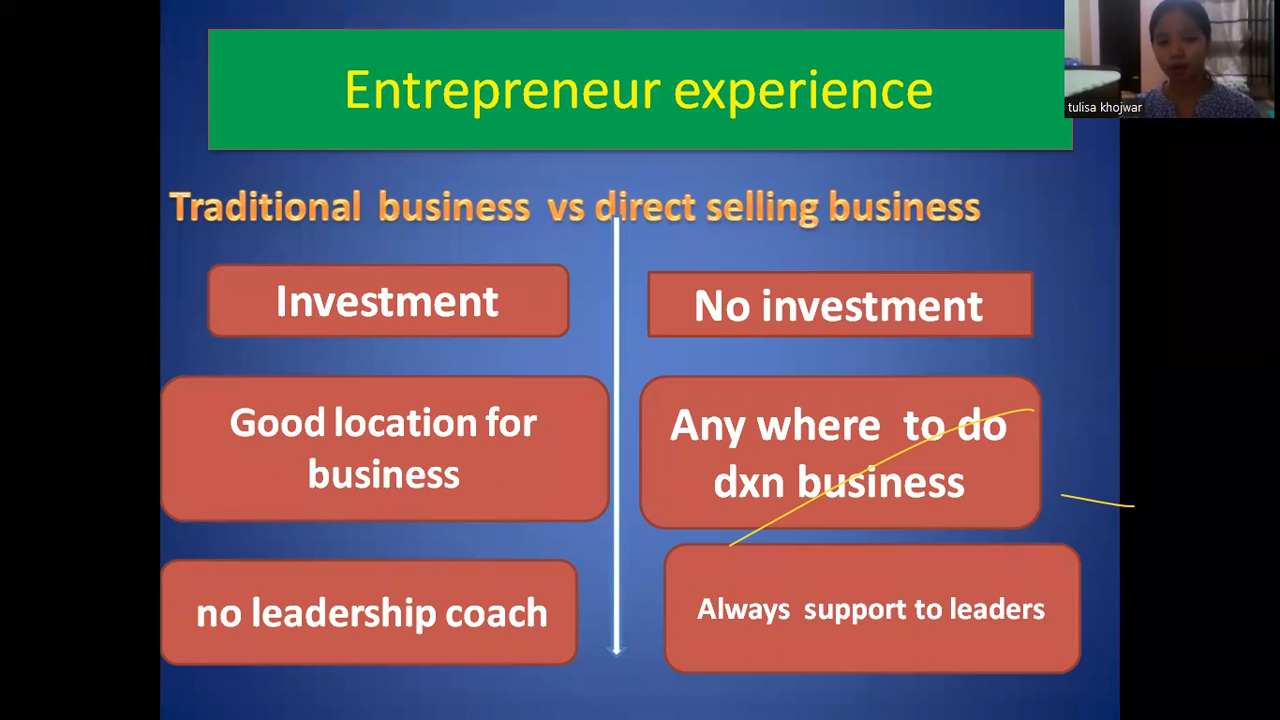 Entrepreneur experience
tulisa khojwar
Traditional business vs direct selling business
Investment
No investment
Good location for
business
Any where to do
dxn business
no leadership coach
Always support to leaders